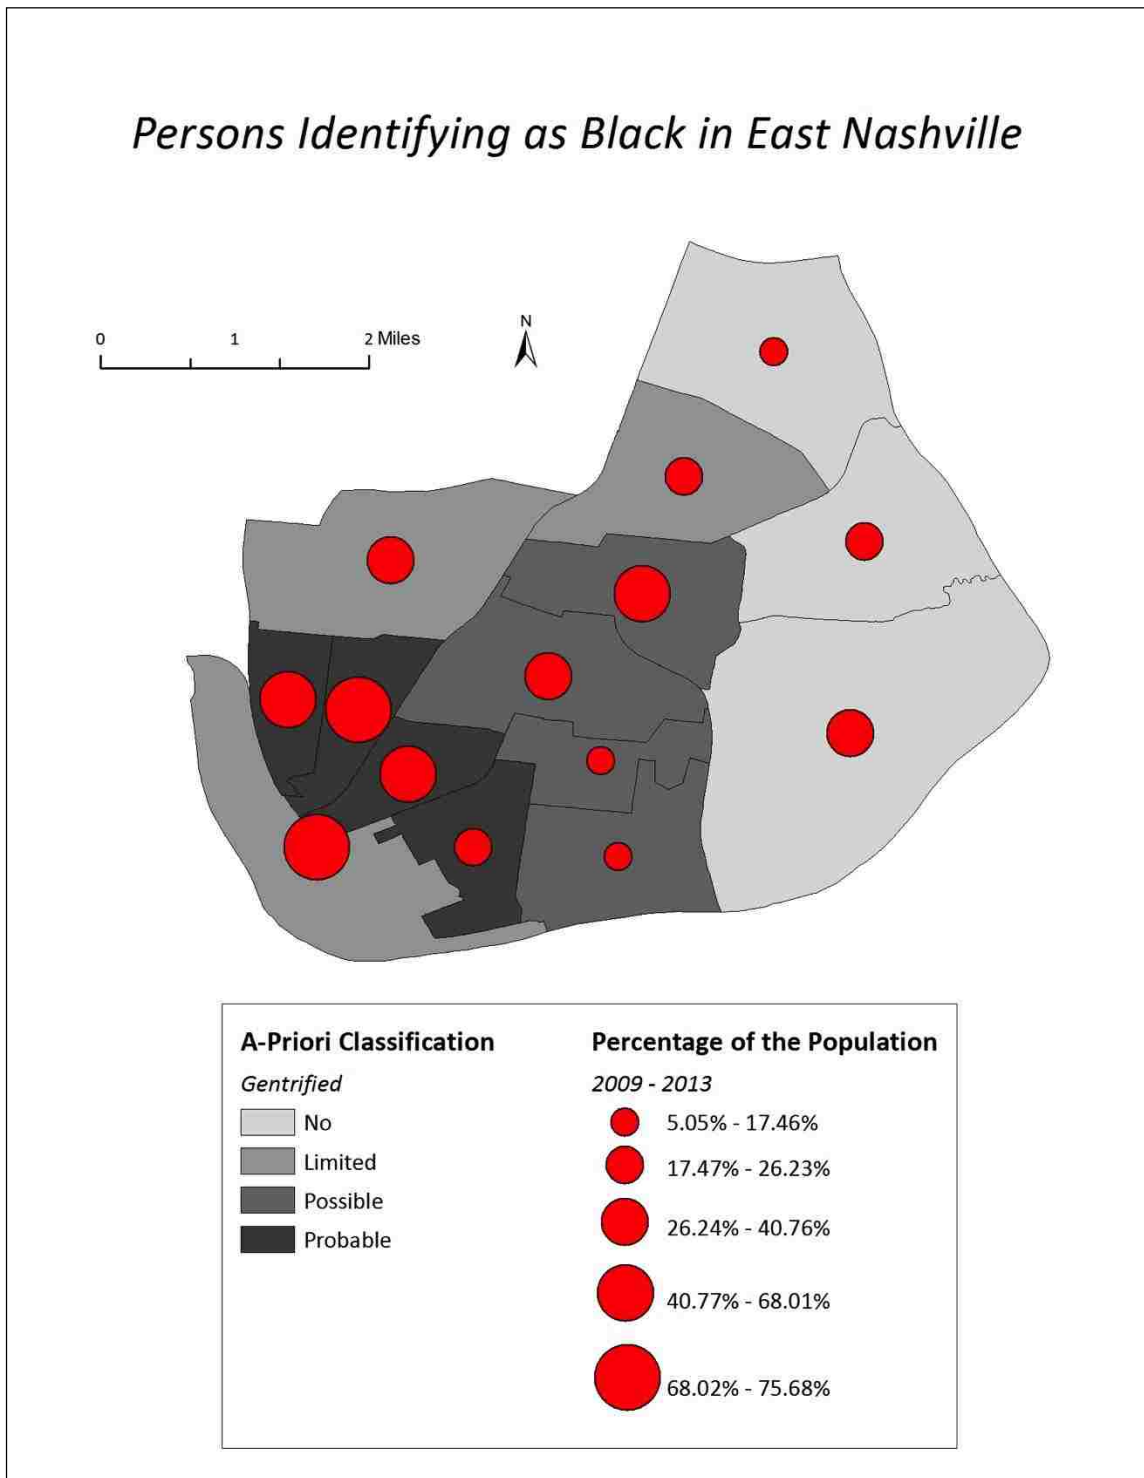 Persons Identifying as Black in East Nashville
0 1 2 Miles
N
A-Priori Classification
Gentrified
No
Limited
Possible
Probable
Percentage of the Population
2009 - 2013
5.05% - 17.46%
17.47% - 26.23%
26.24% - 40.76%
40.77% - 68.01%
68.02% - 75.68%